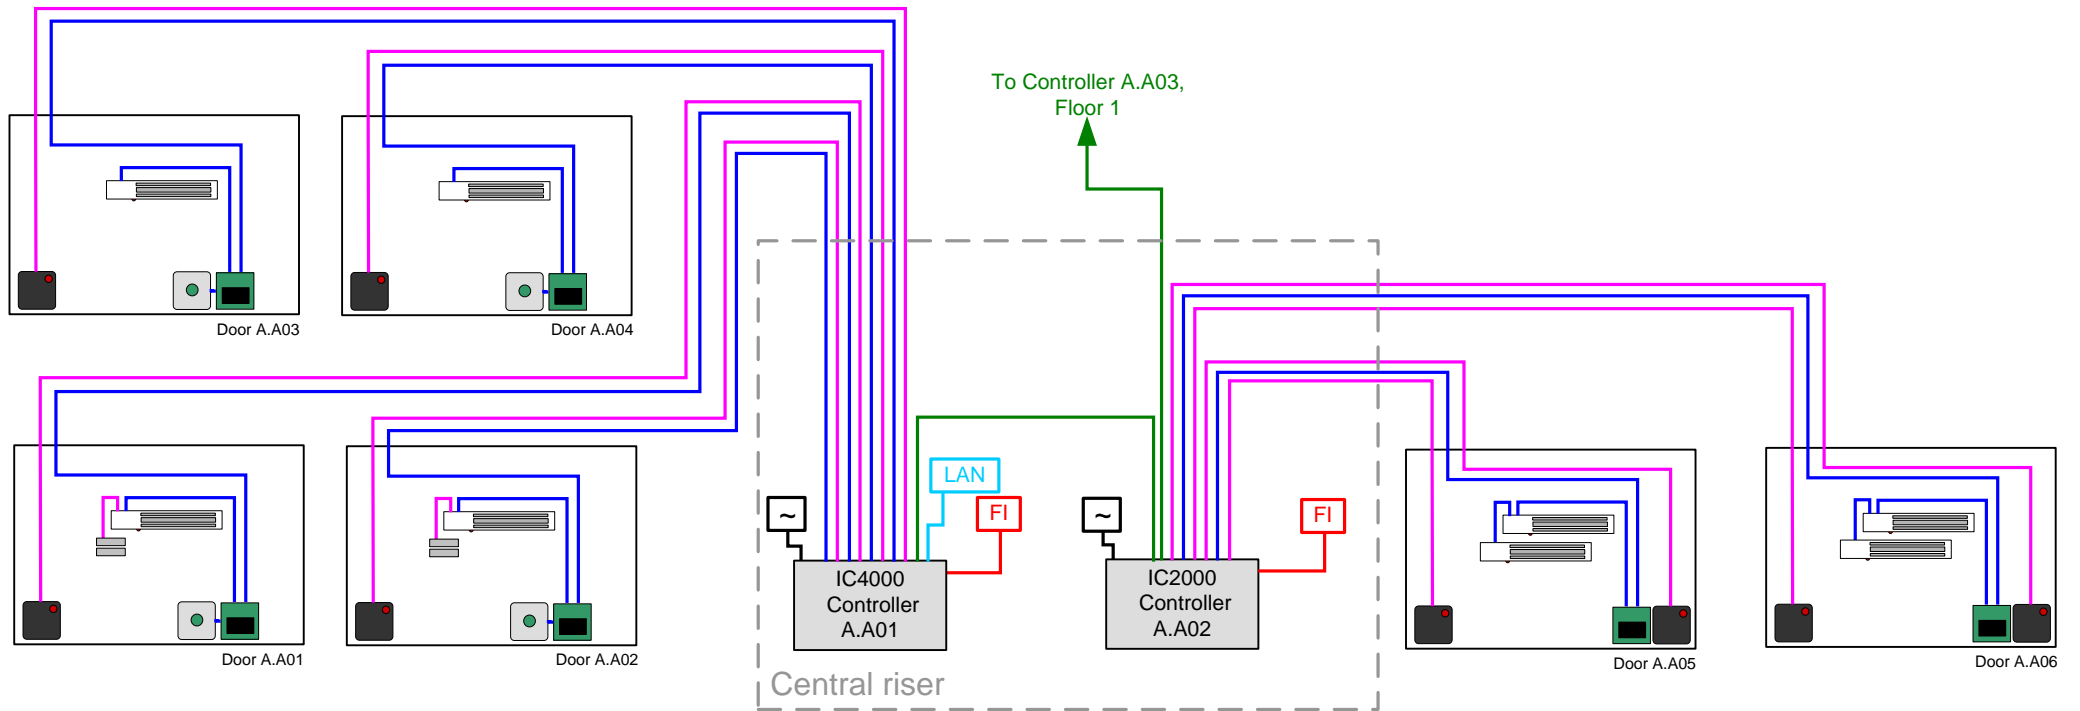 To Controller A.A03,
Floor 1
Door A.A03
Door A.A04
LAN
FI
~
~
FI
IC4000
Controller
A.A01
IC2000
Controller
A.A02
Door A.A01
Door A.A02
Door A.A05
Door A.A06
Central riser